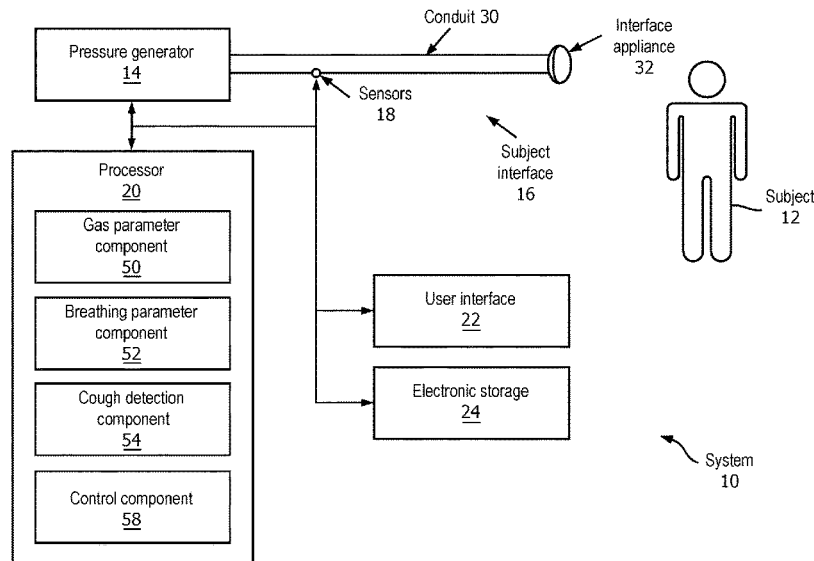 Conduit 30
Interface
appliance
32
Pressure generator
14
Sensors
18
Subject
interface
16
Subject
12
Processor
20
Gas parameter
component
50
Breathing parameter
component
52
Cough detection
component
54
Control component
58
User interface
22
Electronic storage
24
System
10